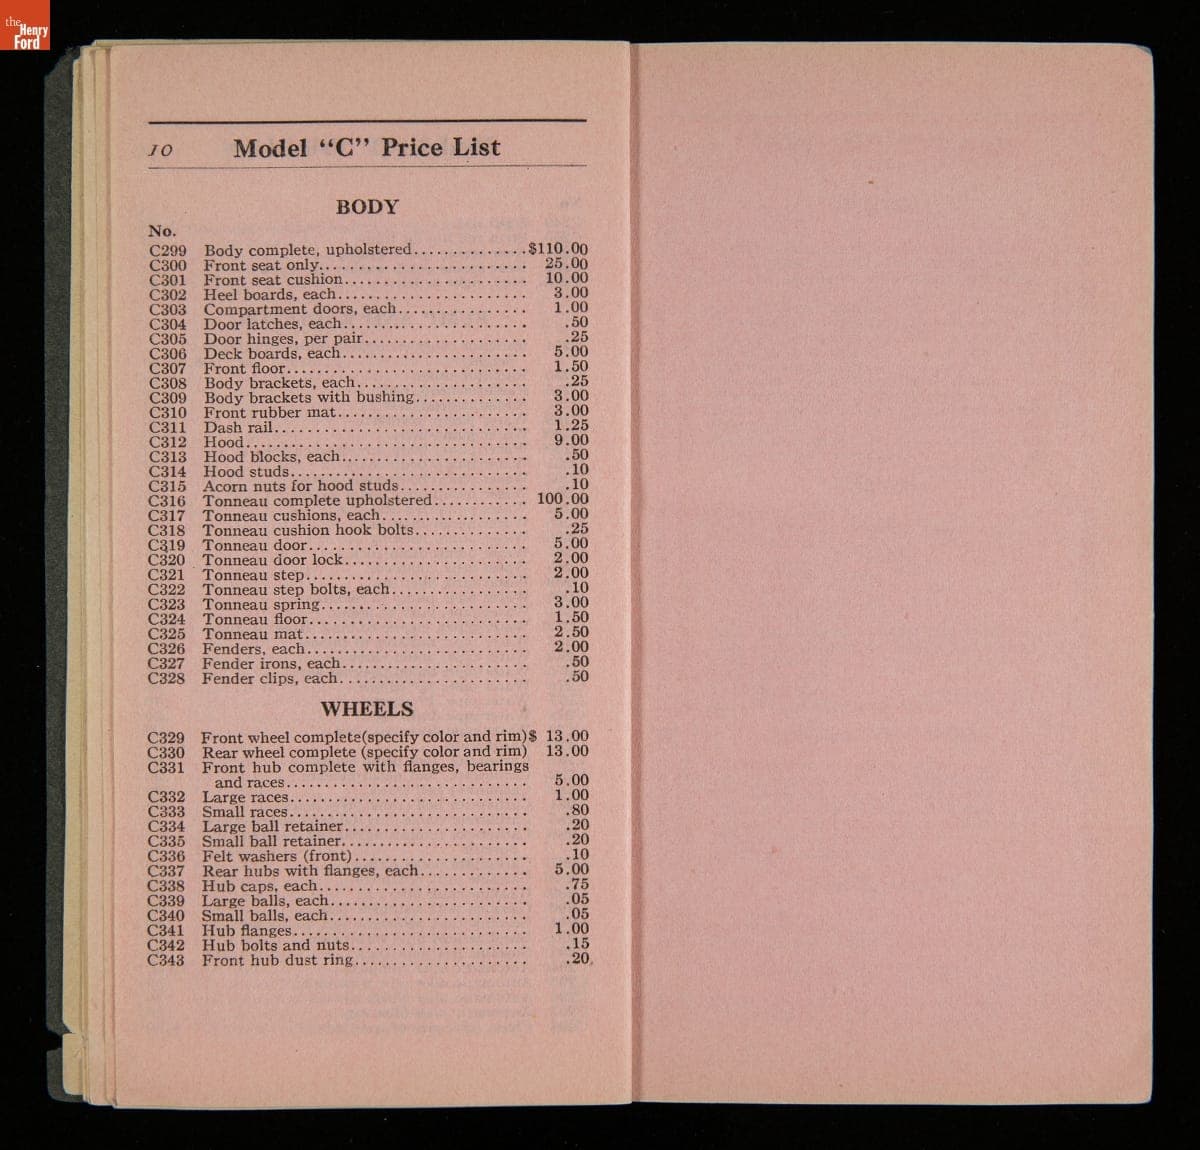 the
Henry
Ford
10 Model “C” Price List
BODY
No.
C299 Body complete, upholstered..............$110.00
C300 Front seat only........................... 25.00
C301 Front seat cushion........................ 10.00
C302 Heel boards, each......................... 3.00
C303 Compartment doors, each................ 1.00
C304 Door latches, each........................ .50
C305 Door hinges, per pair..................... .25
C306 Deck boards, each........................ 5.00
C307 Front floor............................... 1.50
C308 Body brackets, each...................... .25
C309 Body brackets with bushing.............. 3.00
C310 Front rubber mat........................ 3.00
C311 Dash rail................................ 1.25
C312 Hood.................................... 9.00
C313 Hood blocks, each........................ .50
C314 Hood studs............................... .10
C315 Acorn nuts for hood studs................ .10
C316 Tonneau complete upholstered............ 100.00
C317 Tonneau cushions, each................... 5.00
C318 Tonneau cushion hook bolts.............. .25
C319 Tonneau door............................ 5.00
C320 Tonneau door lock........................ 2.00
C321 Tonneau step............................. 2.00
C322 Tonneau step bolts, each................. .10
C323 Tonneau spring........................... 3.00
C324 Tonneau floor............................ 1.50
C325 Tonneau mat............................. 2.50
C326 Fenders, each............................ 2.00
C327 Fender irons, each....................... .50
C328 Fender clips, each........................ .50
WHEELS
C329 Front wheel complete(specify color and rim)$ 13.00
C330 Rear wheel complete (specify color and rim) 13.00
C331 Front hub complete with flanges, bearings
and races............................... 5.00
C332 Large races............................... 1.00
C333 Small races............................... .80
C334 Large ball retainer........................ .20
C335 Small ball retainer........................ .20
C336 Felt washers (front)...................... .10
C337 Rear hubs with flanges, each............. 5.00
C338 Hub caps, each........................... .75
C339 Large balls, each.......................... .05
C340 Small balls, each.......................... .05
C341 Hub flanges............................... 1.00
C342 Hub bolts and nuts....................... .15
C343 Front hub dust ring...................... .20